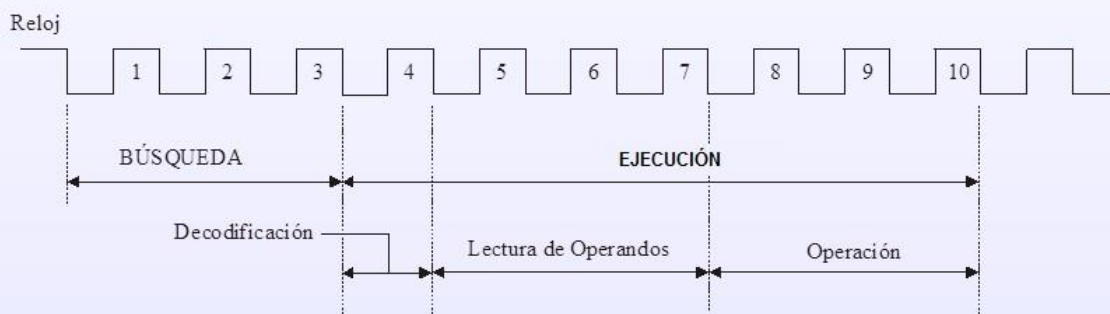 Reloj
1 2 3 4 5 6 7 8 9 10
BÚSQUEDA EJECUCIÓN
Decodificación
Lectura de Operandos Operación